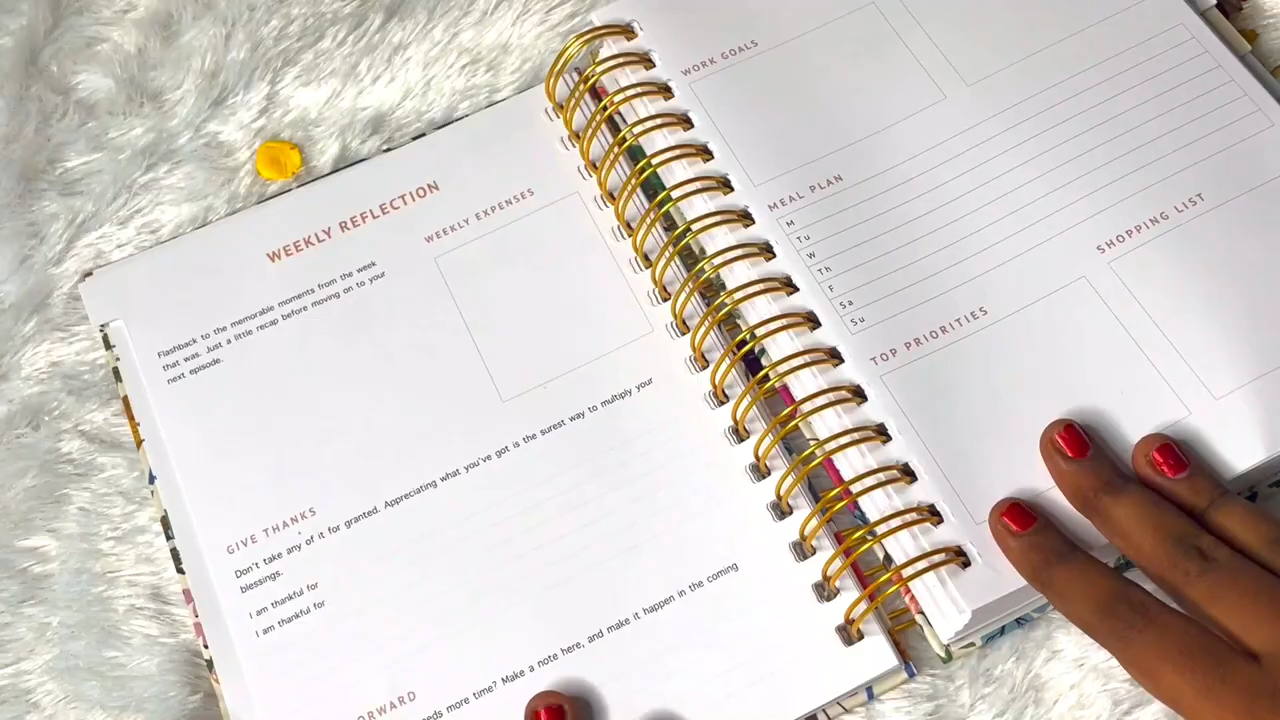 WEEKLY REFLECTION
Flashback to the memorable moments from the week
that was. Just a little recap before moving on to your
next episode.
WEEKLY EXPENSES
GIVE THANKS
Don't take any of it for granted. Appreciating what you've got is the surest way to multiply your
blessings.
I am thankful for
I am thankful for
more time? Make a note here, and make it happen in the coming
WORK GOALS
MEAL PLAN
M
Tu
W
Th
F
Sa
Su
SHOPPING LIST
TOP PRIORITIES